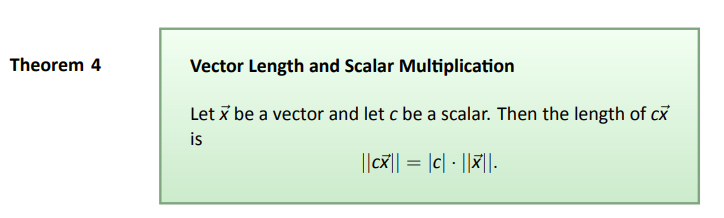 Theorem 4
Vector Length and Scalar Multiplication
Let x⃗ be a vector and let c be a scalar. Then the length of cx⃗
is
||cx⃗|| = |c| · ||x⃗||.